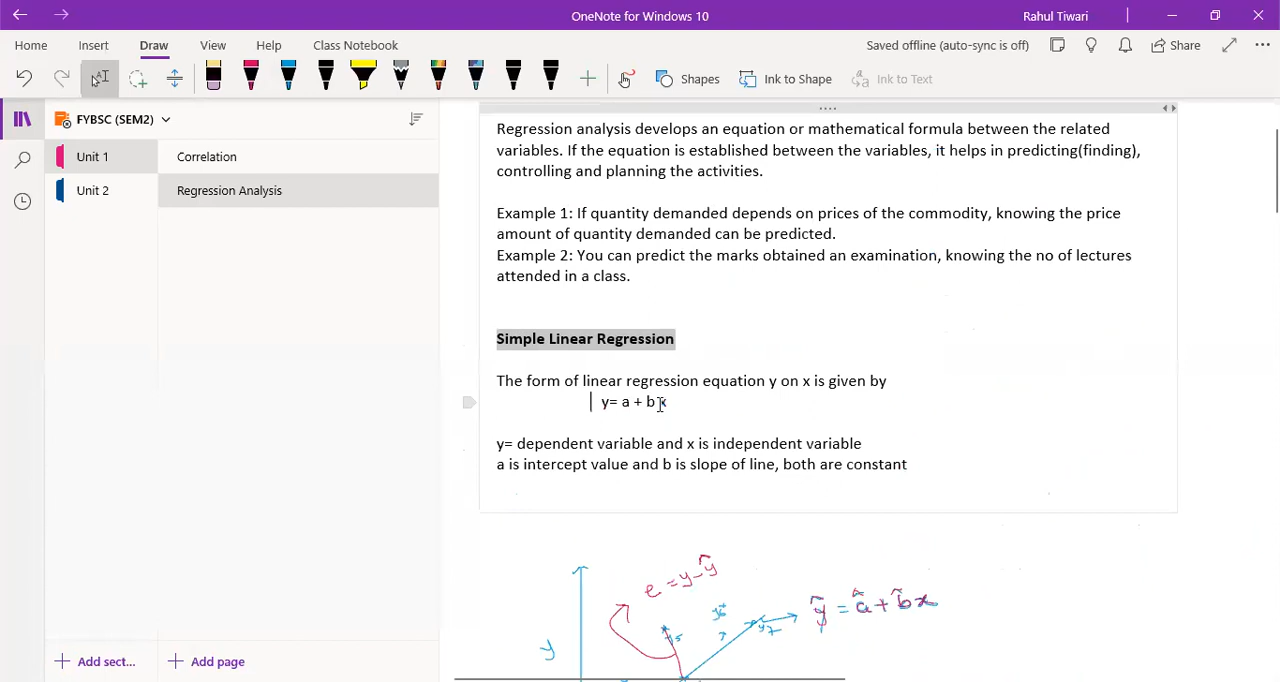 OneNote for Windows 10
Rahul Tiwari
Home Insert Draw View Help Class Notebook
Saved offline (auto-sync is off) Share
Shapes Ink to Shape Ink to Text
FYBSC (SEM2)
Unit 1
Unit 2
Correlation
Regression Analysis
Regression analysis develops an equation or mathematical formula between the related
variables. If the equation is established between the variables, it helps in predicting(finding),
controlling and planning the activities.
Example 1: If quantity demanded depends on prices of the commodity, knowing the price
amount of quantity demanded can be predicted.
Example 2: You can predict the marks obtained an examination, knowing the no of lectures
attended in a class.
Simple Linear Regression
The form of linear regression equation y on x is given by
y= a + b x
y= dependent variable and x is independent variable
a is intercept value and b is slope of line, both are constant
e = y - ŷ
ŷ = â + b̂x
y
Add sect...
Add page